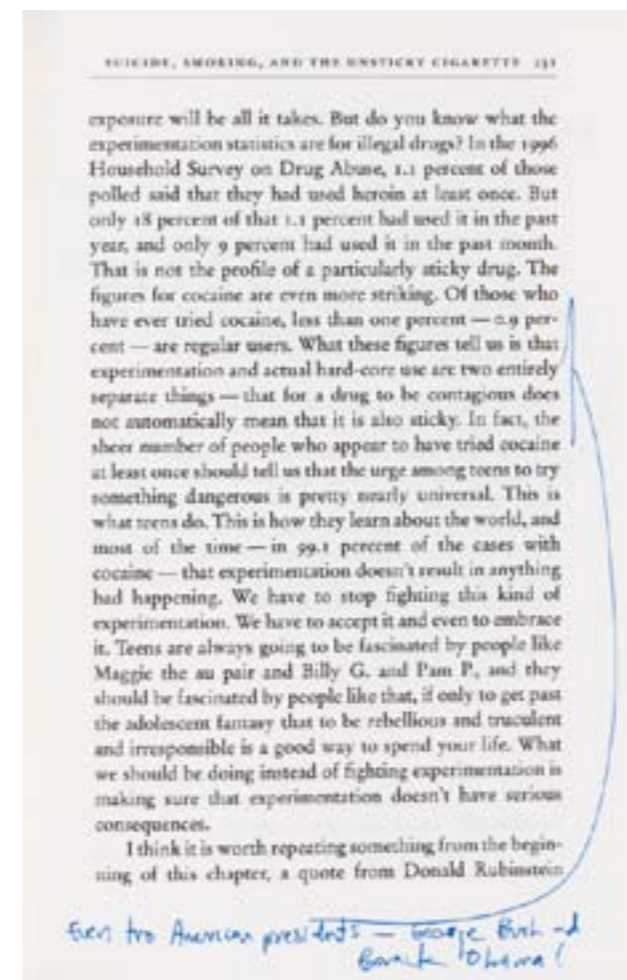 SUICIDE, SMOKING, AND THE UNSTICKY CIGARETTE 251
exposure will be all it takes. But do you know what the
experimentation statistics are for illegal drugs? In the 1996
Household Survey on Drug Abuse, 1.1 percent of those
polled said that they had used heroin at least once. But
only 18 percent of that 1.1 percent had used it in the past
year, and only 9 percent had used it in the past month.
That is not the profile of a particularly sticky drug. The
figures for cocaine are even more striking. Of those who
have ever tried cocaine, less than one percent — 0.9 per-
cent — are regular users. What these figures tell us is that
experimentation and actual hard-core use are two entirely
separate things — that for a drug to be contagious does
not automatically mean that it is also sticky. In fact, the
sheer number of people who appear to have tried cocaine
at least once should tell us that the urge among teens to try
something dangerous is pretty nearly universal. This is
what teens do. This is how they learn about the world, and
most of the time — in 99.1 percent of the cases with
cocaine — that experimentation doesn't result in anything
bad happening. We have to stop fighting this kind of
experimentation. We have to accept it and even to embrace
it. Teens are always going to be fascinated by people like
Maggie the au pair and Billy G. and Pam P., and they
should be fascinated by people like that, if only to get past
the adolescent fantasy that to be rebellious and truculent
and irresponsible is a good way to spend your life. What
we should be doing instead of fighting experimentation is
making sure that experimentation doesn't have serious
consequences.
I think it is worth repeating something from the begin-
ning of this chapter, a quote from Donald Rubinstein
Even two American presidents — George Bush and
Barack Obama!